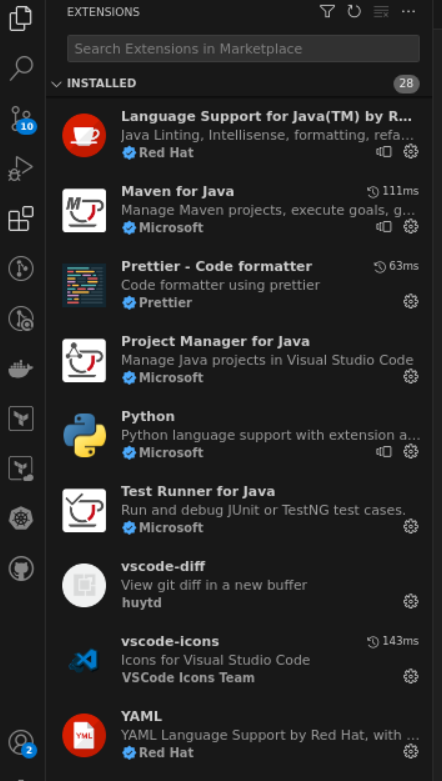 EXTENSIONS
Search Extensions in Marketplace
INSTALLED 28
Language Support for Java(TM) by R...
Java Linting, Intellisense, formatting, refa...
Red Hat
10
Maven for Java 111ms
Manage Maven projects, execute goals, g...
Microsoft
Prettier - Code formatter 63ms
Code formatter using prettier
Prettier
Project Manager for Java
Manage Java projects in Visual Studio Code
Microsoft
Python
Python language support with extension a...
Microsoft
Test Runner for Java
Run and debug JUnit or TestNG test cases.
Microsoft
vscode-diff
View git diff in a new buffer
huytd
vscode-icons 143ms
Icons for Visual Studio Code
VSCode Icons Team
YAML
YML
YAML Language Support by Red Hat, with ...
Red Hat
2